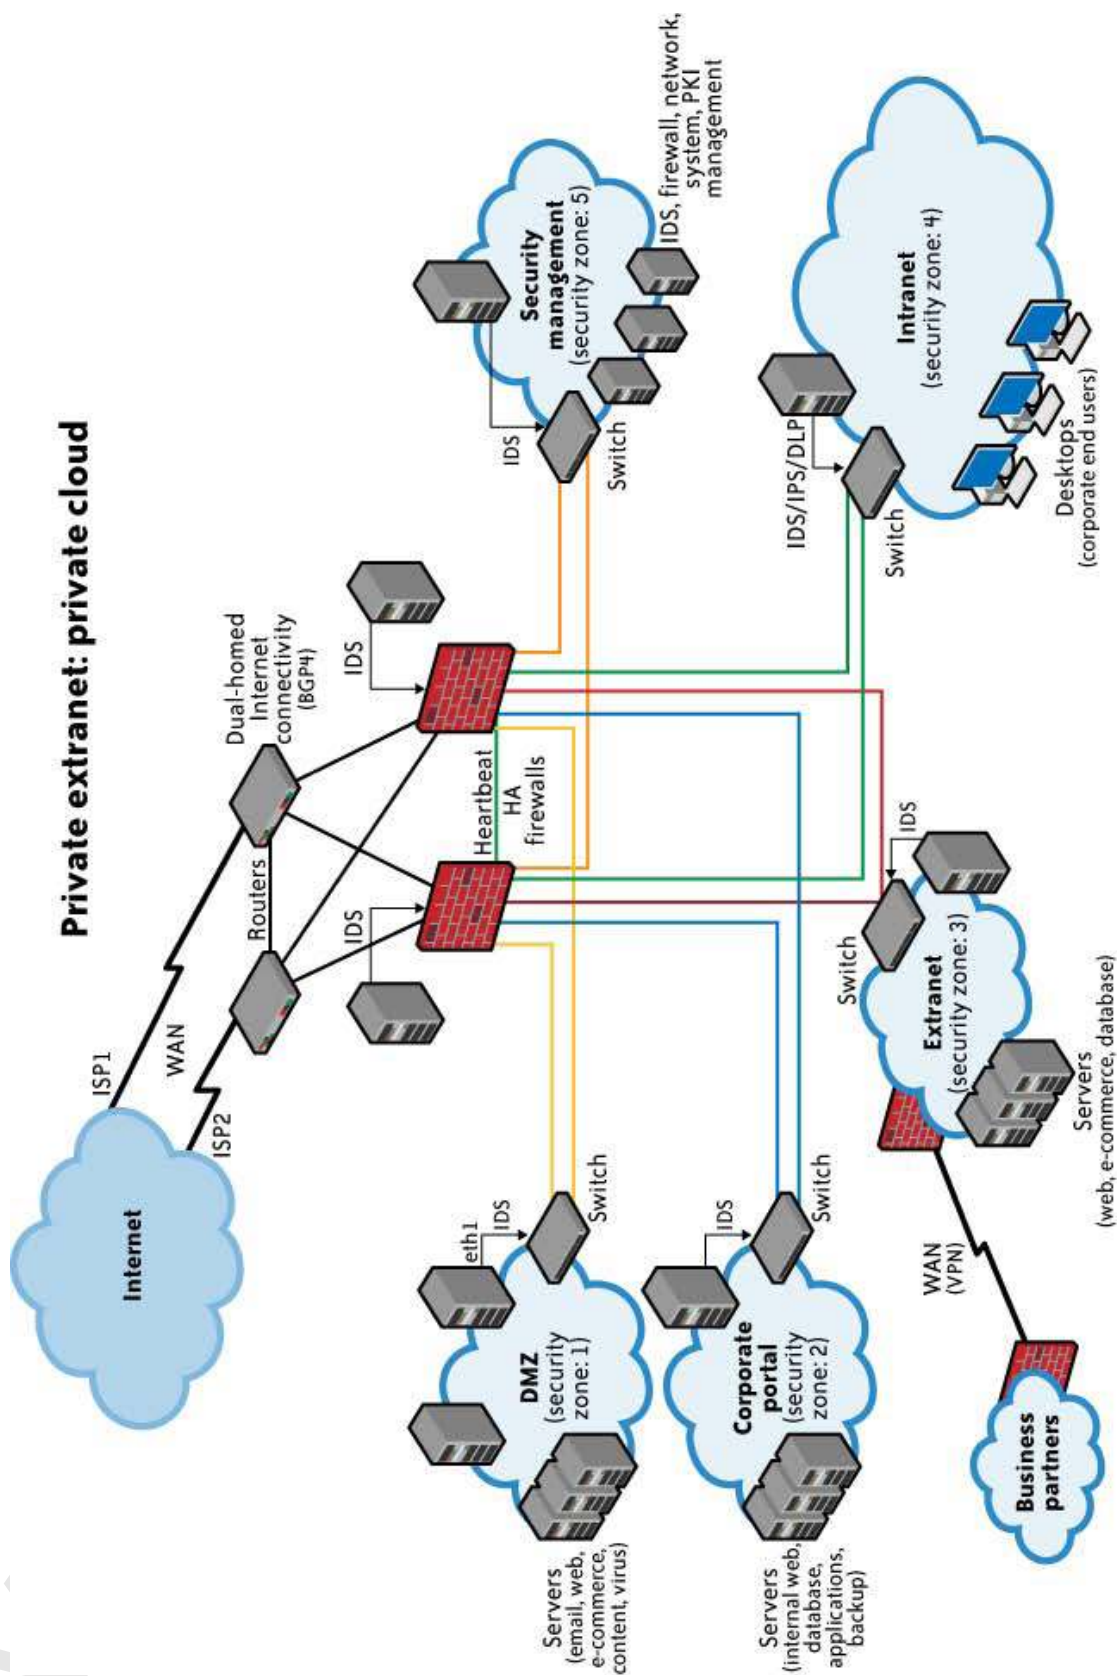 Private extranet: private cloud
Internet
ISP1
WAN
ISP2
Routers
Dual-homed
Internet
connectivity
(BGP4)
IDS
IDS
Heartbeat
HA
firewalls
eth1
IDS
Switch
DMZ
(security
zone: 1)
Servers
(email, web,
e-commerce,
content, virus)
IDS
Switch
Security
management
(security zone: 5)
IDS, firewall, network,
system, PKI
management
IDS
Switch
Corporate
portal
(security
zone: 2)
Servers
(internal web,
database,
applications,
backup)
IDS/IPS/DLP
Switch
Intranet
(security zone: 4)
Desktops
(corporate end users)
IDS
Switch
Extranet
(security zone: 3)
Servers
(web, e-commerce, database)
WAN
(VPN)
Business
partners